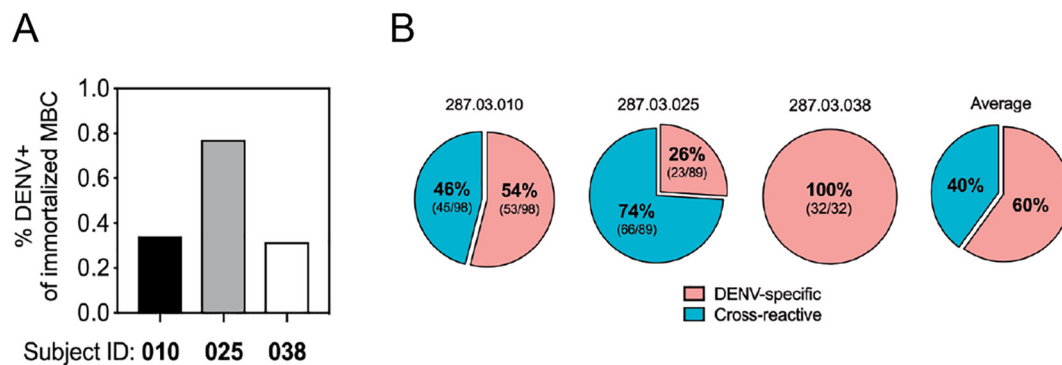 A
% DENV+
of immortalized MBC
1.0
0.8
0.6
0.4
0.2
0.0
Subject ID: 010 025 038
B
287.03.010
287.03.025
287.03.038
Average
46%
(45/98)
54%
(53/98)
26%
(23/89)
74%
(66/89)
100%
(32/32)
40%
60%
DENV-specific
Cross-reactive